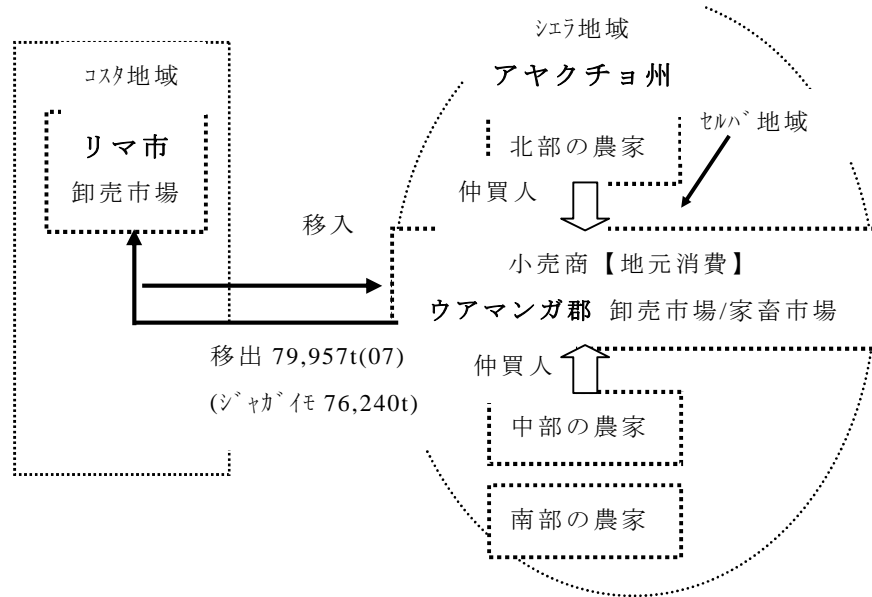 シエラ地域
アヤクチョ州
コスタ地域
セルバ地域
リマ市
卸売市場
北部の農家
仲買人
移入
小売商【地元消費】
ウアマンガ郡 卸売市場/家畜市場
移出 79,957t(07)
(ジャガイモ 76,240t)
仲買人
中部の農家
南部の農家